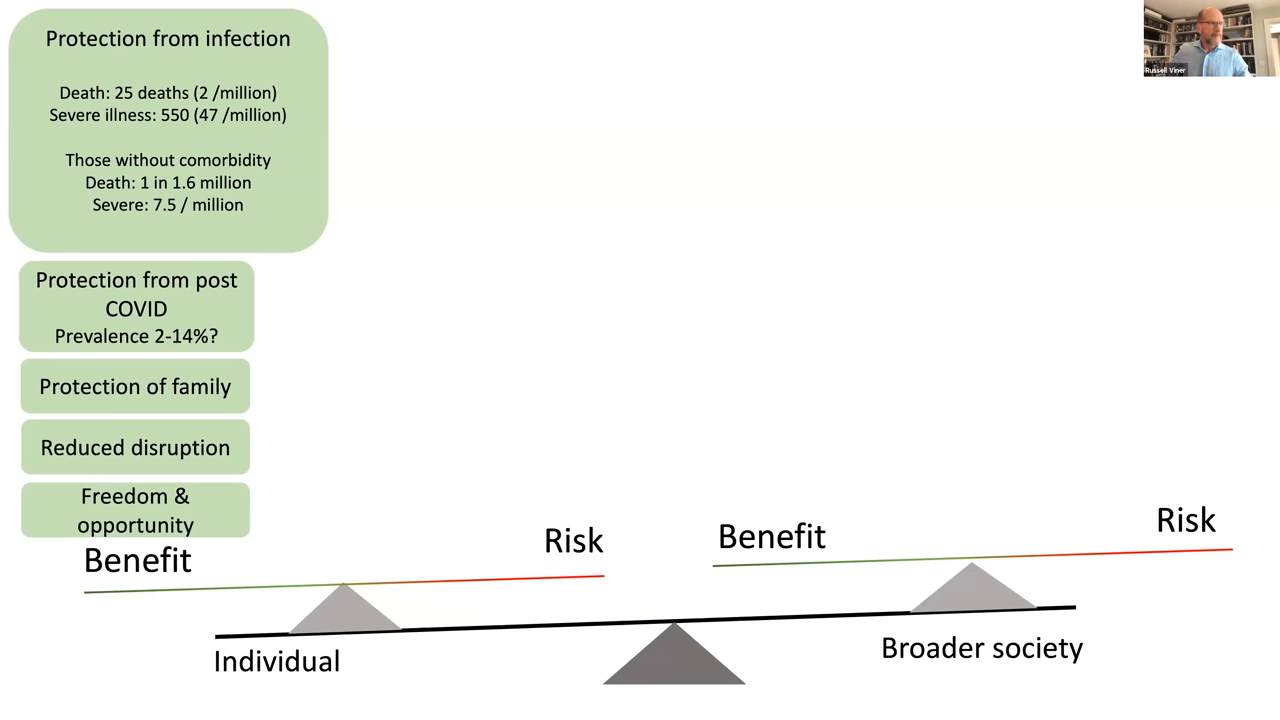 Protection from infection
Death: 25 deaths (2 /million)
Severe illness: 550 (47 /million)
Those without comorbidity
Death: 1 in 1.6 million
Severe: 7.5 / million
Protection from post
COVID
Prevalence 2-14%?
Protection of family
Reduced disruption
Freedom &
opportunity
Benefit
Risk
Benefit
Risk
Individual
Broader society
Russell Viner